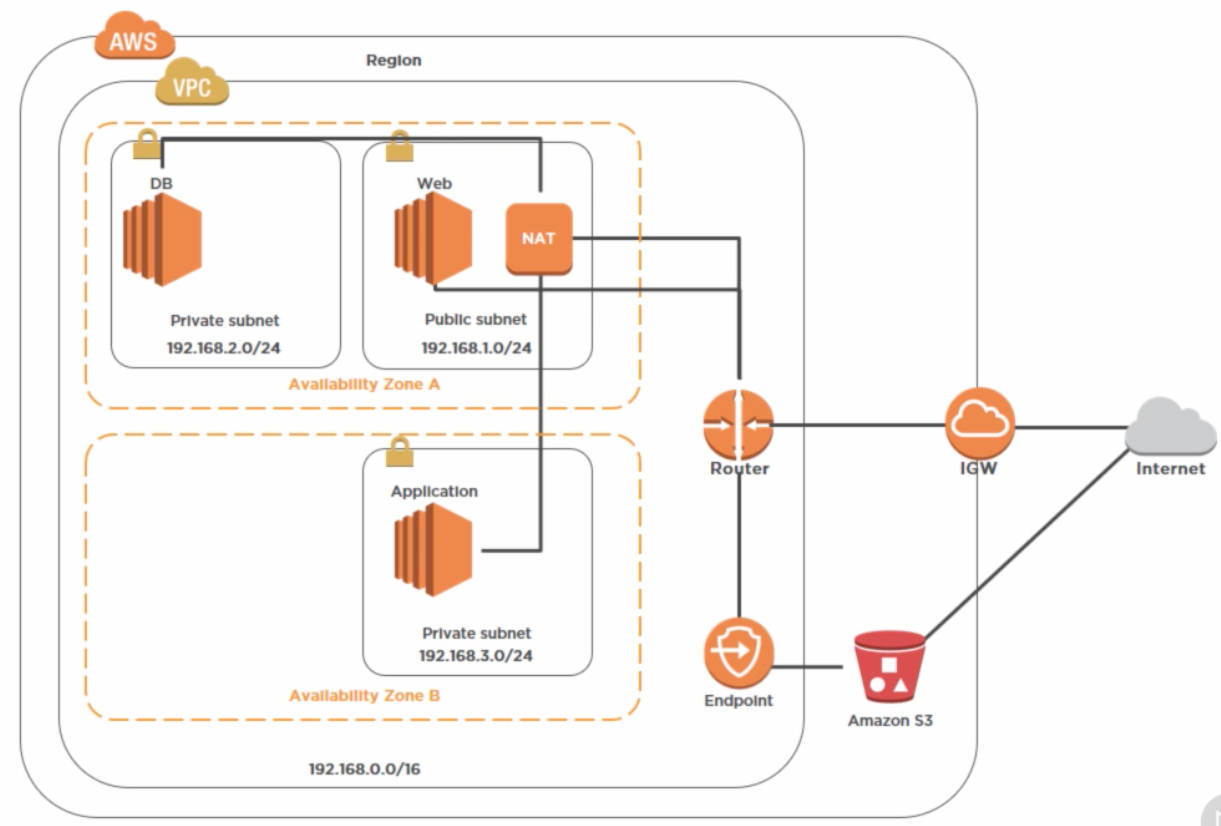 AWS
Region
VPC
DB
Web
NAT
Private subnet
192.168.2.0/24
Public subnet
192.168.1.0/24
Availability Zone A
Router
IGW
Internet
Application
Private subnet
192.168.3.0/24
Availability Zone B
Endpoint
Amazon S3
192.168.0.0/16